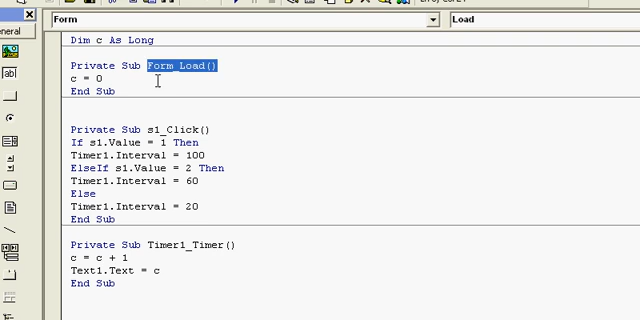 Form
Load
eneral
ab|
Dim c As Long
Private Sub Form_Load()
c = 0
End Sub
Private Sub s1_Click()
If s1.Value = 1 Then
Timer1.Interval = 100
ElseIf s1.Value = 2 Then
Timer1.Interval = 60
Else
Timer1.Interval = 20
End Sub
Private Sub Timer1_Timer()
c = c + 1
Text1.Text = c
End Sub